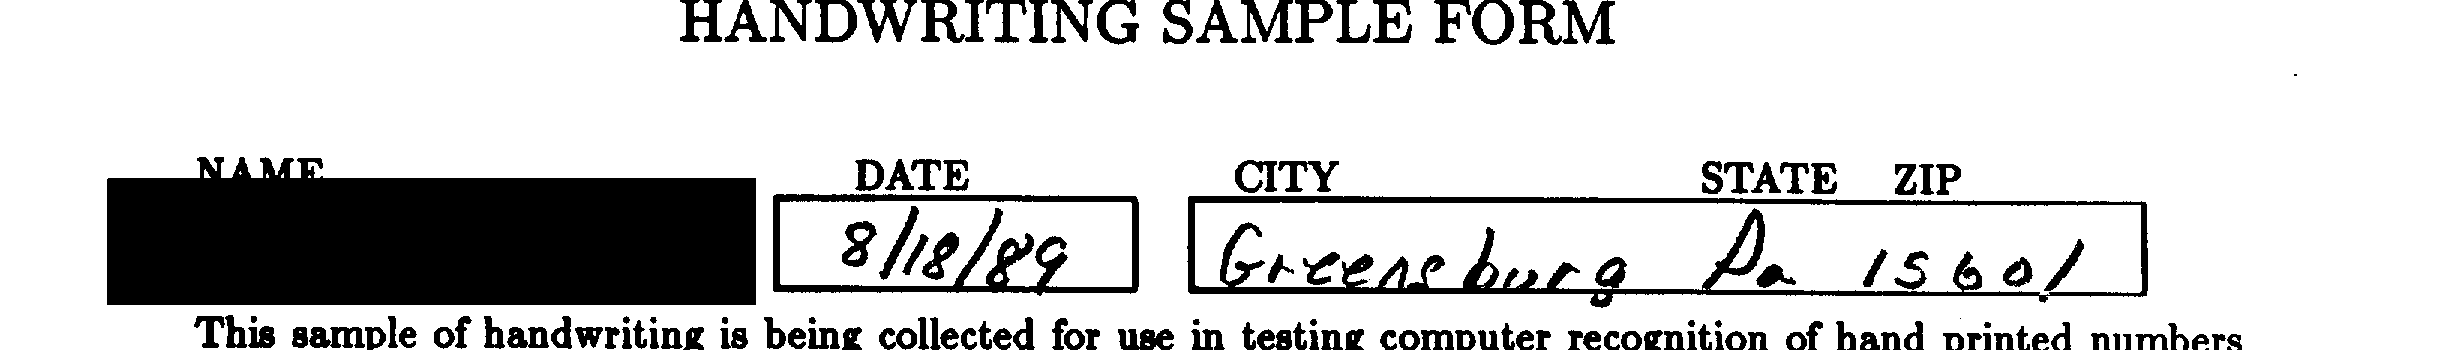 HANDWRITING SAMPLE FORM
NAME DATE CITY STATE ZIP
8/18/89 Greensburg Pa 15601
This sample of handwriting is being collected for use in testing computer recognition of hand printed numbers